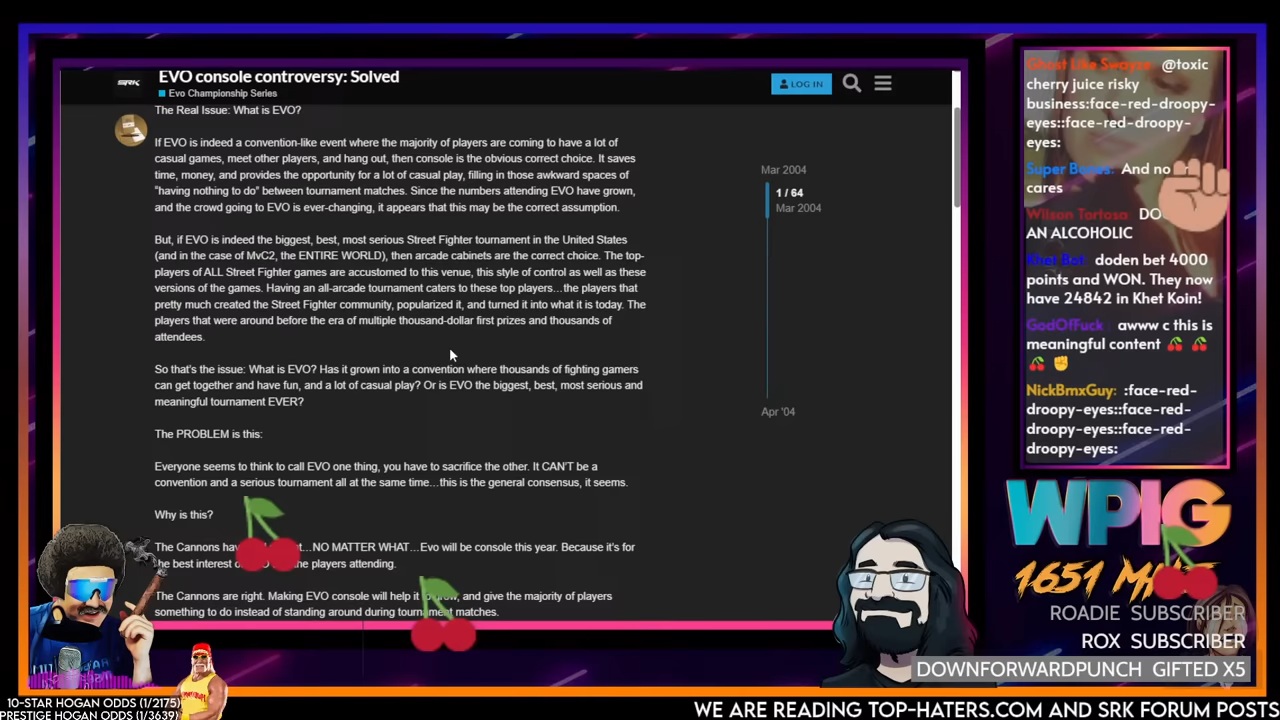 SRK
EVO console controversy: Solved
Evo Championship Series
LOG IN
The Real Issue: What is EVO?
If EVO is indeed a convention-like event where the majority of players are coming to have a lot of
casual games, meet other players, and hang out, then console is the obvious correct choice. It saves
time, money, and provides the opportunity for a lot of casual play, filling in those awkward spaces of
“having nothing to do” between tournament matches. Since the numbers attending EVO have grown,
and the crowd going to EVO is ever-changing, it appears that this may be the correct assumption.
But, if EVO is indeed the biggest, best, most serious Street Fighter tournament in the United States
(and in the case of MvC2, the ENTIRE WORLD), then arcade cabinets are the correct choice. The top-
players of ALL Street Fighter games are accustomed to this venue, this style of control as well as these
versions of the games. Having an all-arcade tournament caters to these top players…the players that
pretty much created the Street Fighter community, popularized it, and turned it into what it is today. The
players that were around before the era of multiple thousand-dollar first prizes and thousands of
attendees.
So that’s the issue: What is EVO? Has it grown into a convention where thousands of fighting gamers
can get together and have fun, and a lot of casual play? Or is EVO the biggest, best, most serious and
meaningful tournament EVER?
The PROBLEM is this:
Everyone seems to think to call EVO one thing, you have to sacrifice the other. It CAN’T be a
convention and a serious tournament all at the same time…this is the general consensus, it seems.
Why is this?
The Cannons hav t…NO MATTER WHAT…Evo will be console this year. Because it’s for
the best interest o the players attending.
The Cannons are right. Making EVO console will help it and give the majority of players
something to do instead of standing around during tournament matches.
Mar 2004
1 / 64
Mar 2004
Apr ’04
Ghost Like Swayze: @toxic
cherry juice risky
business:face-red-droopy-
eyes::face-red-droopy-
eyes:
Super Bones: And no
cares
Wilson Tortosa: DO
AN ALCOHOLIC
Khet Bot: doden bet 4000
points and WON. They now
have 24842 in Khet Koin!
GodOfFuck: awww c this is
meaningful content
NickBmxGuy: :face-red-
droopy-eyes::face-red-
droopy-eyes::face-red-
droopy-eyes:
WPIG
1651
ROADIE SUBSCRIBER
ROX SUBSCRIBER
DOWNFORWARDPUNCH GIFTED X5
10-STAR HOGAN ODDS (1/2175)
PRESTIGE HOGAN ODDS (1/3639)
WE ARE READING TOP-HATERS.COM AND SRK FORUM POSTS